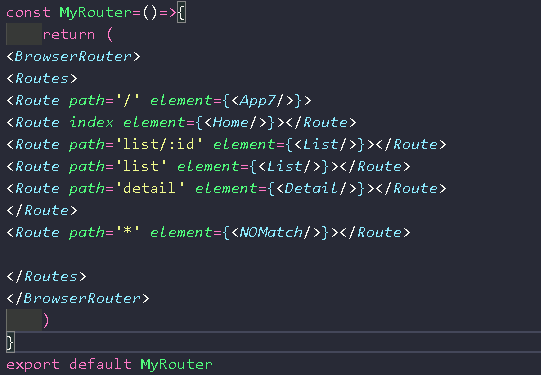 const MyRouter=()=>{
return (
<BrowserRouter>
<Routes>
<Route path='/' element={<App7/>}>
<Route index element={<Home/>}></Route>
<Route path='list/:id' element={<List/>}></Route>
<Route path='list' element={<List/>}></Route>
<Route path='detail' element={<Detail/>}></Route>
</Route>
<Route path='*' element={<NOMatch/>}></Route>
</Routes>
</BrowserRouter>
)
}
export default MyRouter